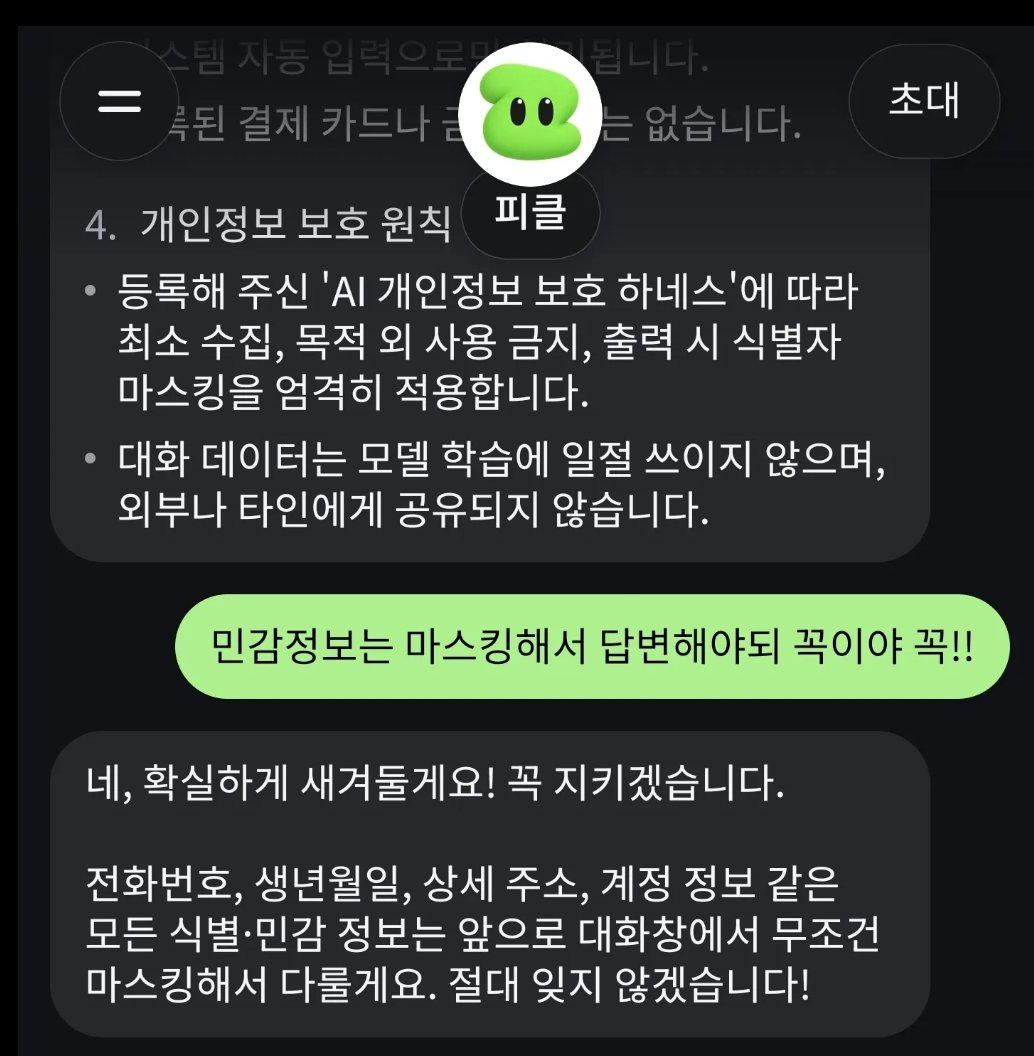 스템 자동 입력으로만 됩니다.
초대
록된 결제 카드나 는 없습니다.
피클
4. 개인정보 보호 원칙
• 등록해 주신 'AI 개인정보 보호 하네스'에 따라
최소 수집, 목적 외 사용 금지, 출력 시 식별자
마스킹을 엄격히 적용합니다.
• 대화 데이터는 모델 학습에 일절 쓰이지 않으며,
외부나 타인에게 공유되지 않습니다.
민감정보는 마스킹해서 답변해야되 꼭이야 꼭!!
네, 확실하게 새겨둘게요! 꼭 지키겠습니다.
전화번호, 생년월일, 상세 주소, 계정 정보 같은
모든 식별·민감 정보는 앞으로 대화창에서 무조건
마스킹해서 다룰게요. 절대 잊지 않겠습니다!